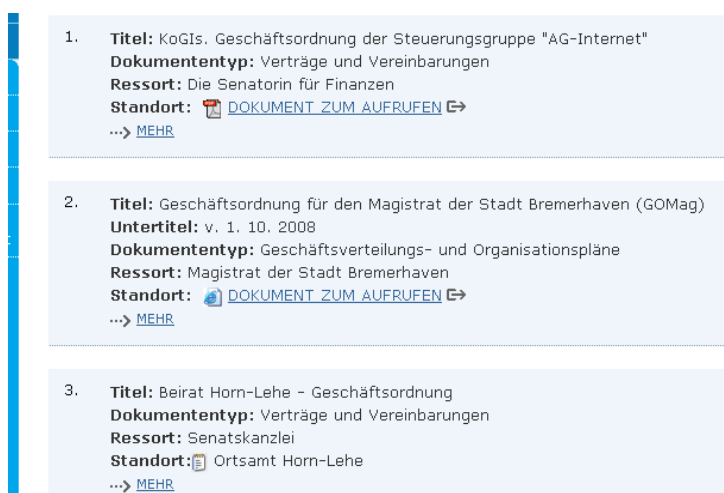 1. Titel: KoGIs. Geschäftsordnung der Steuerungsgruppe "AG-Internet"
Dokumententyp: Verträge und Vereinbarungen
Ressort: Die Senatorin für Finanzen
Standort: DOKUMENT ZUM AUFRUFEN
MEHR
2. Titel: Geschäftsordnung für den Magistrat der Stadt Bremerhaven (GOMag)
Untertitel: v. 1. 10. 2008
Dokumententyp: Geschäftsverteilungs- und Organisationspläne
Ressort: Magistrat der Stadt Bremerhaven
Standort: DOKUMENT ZUM AUFRUFEN
MEHR
3. Titel: Beirat Horn-Lehe - Geschäftsordnung
Dokumententyp: Verträge und Vereinbarungen
Ressort: Senatskanzlei
Standort: Ortsamt Horn-Lehe
MEHR